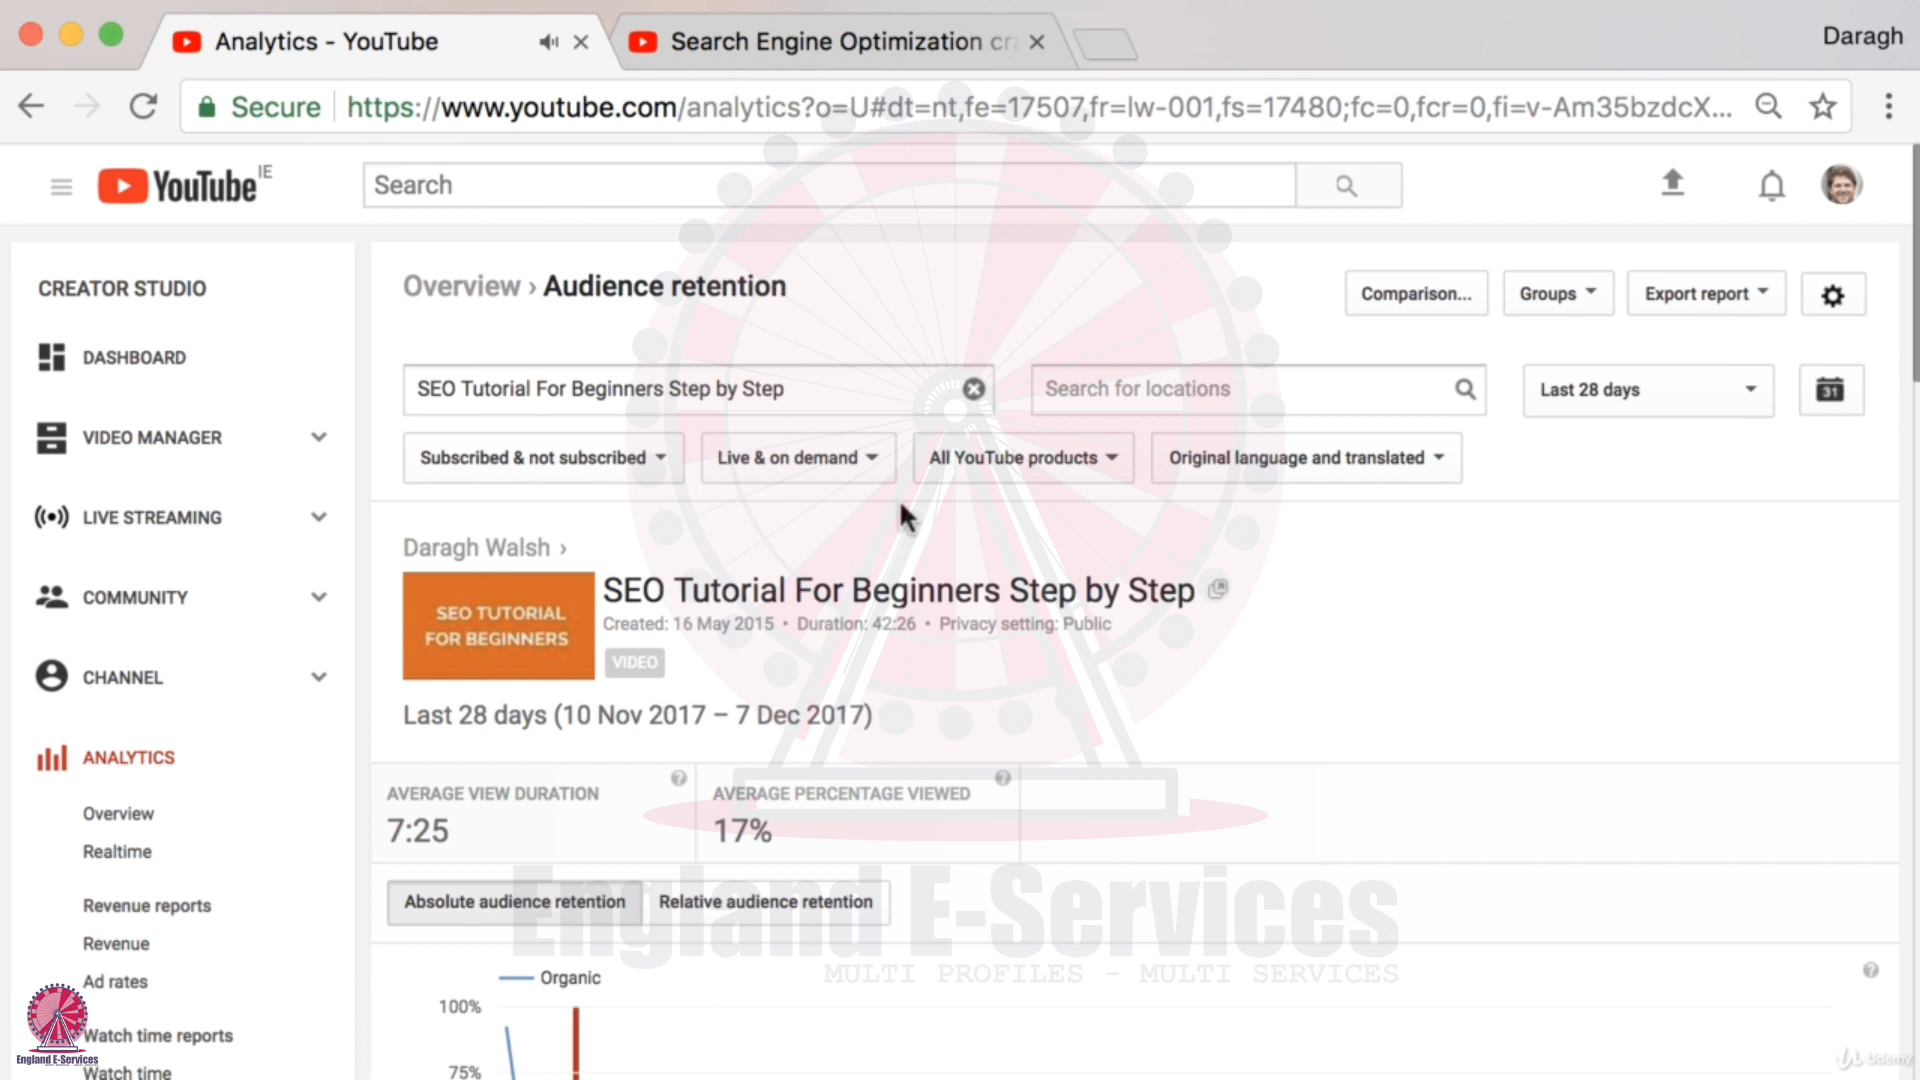 Analytics - YouTube
Search Engine Optimization cra
Daragh
Secure https://www.youtube.com/analytics?o=U#dt=nt,fe=17507,fr=lw-001,fs=17480;fc=0,fcr=0,fi=v-Am35bzdcX...
YouTube IE
Search
CREATOR STUDIO
DASHBOARD
VIDEO MANAGER
LIVE STREAMING
COMMUNITY
CHANNEL
ANALYTICS
Overview
Realtime
Revenue reports
Revenue
Ad rates
Watch time reports
Watch time
Overview › Audience retention
Comparison...
Groups
Export report
SEO Tutorial For Beginners Step by Step
Search for locations
Last 28 days
31
Subscribed & not subscribed
Live & on demand
All YouTube products
Original language and translated
Daragh Walsh ›
SEO TUTORIAL
FOR BEGINNERS
SEO Tutorial For Beginners Step by Step
Created: 16 May 2015 • Duration: 42:26 • Privacy setting: Public
VIDEO
Last 28 days (10 Nov 2017 – 7 Dec 2017)
AVERAGE VIEW DURATION
7:25
AVERAGE PERCENTAGE VIEWED
17%
Absolute audience retention
Relative audience retention
England E-Services
MULTI PROFILES - MULTI SERVICES
Organic
100%
75%
England E-Services
Udemy